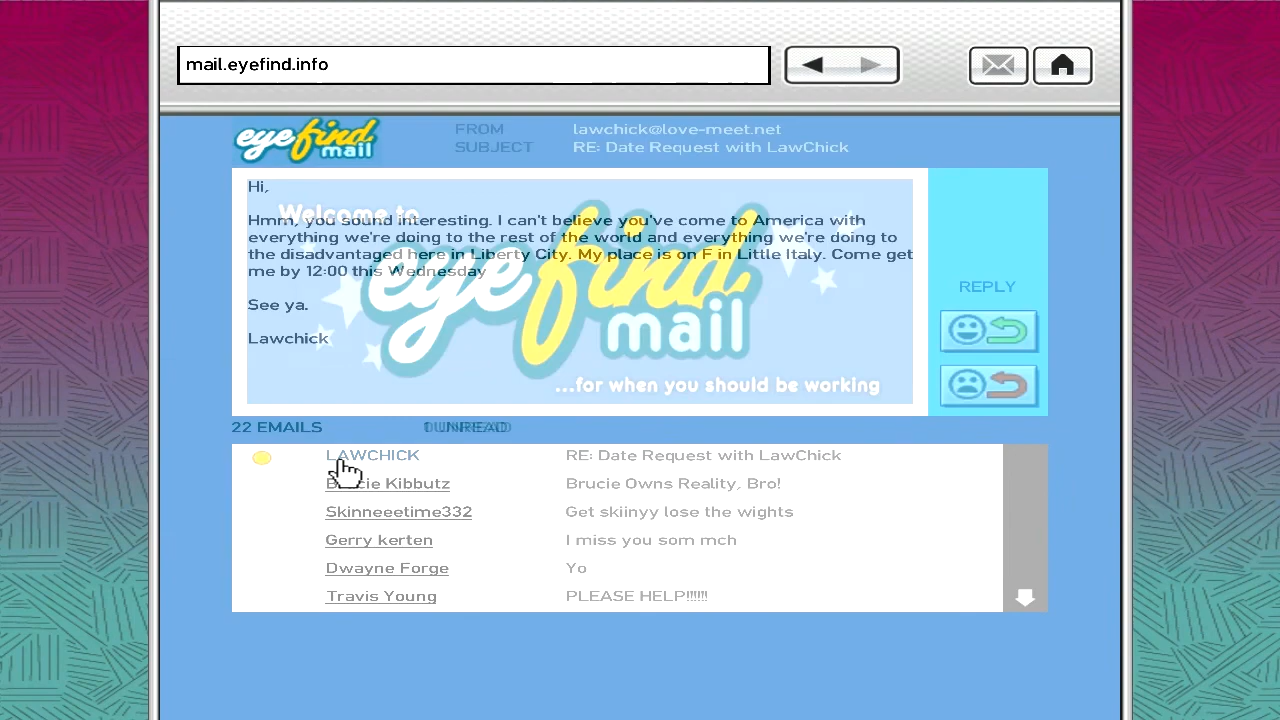 mail.eyefind.info
eyefind mail
FROM lawchick@love-meet.net
SUBJECT RE: Date Request with LawChick
Hi,
Welcome to
Hmm, you sound interesting. I can't believe you've come to America with
everything we're doing to the rest of the world and everything we're doing to
the disadvantaged here in Liberty City. My place is on F in Little Italy. Come get
me by 12:00 this Wednesday
eyefind
mail
See ya.
Lawchick
...for when you should be working
REPLY
22 EMAILS UNREAD
LAWCHICK RE: Date Request with LawChick
Brucie Kibbutz Brucie Owns Reality, Bro!
Skinneeetime332 Get skiinyy lose the wights
Gerry kerten I miss you som mch
Dwayne Forge Yo
Travis Young PLEASE HELP!!!!!!